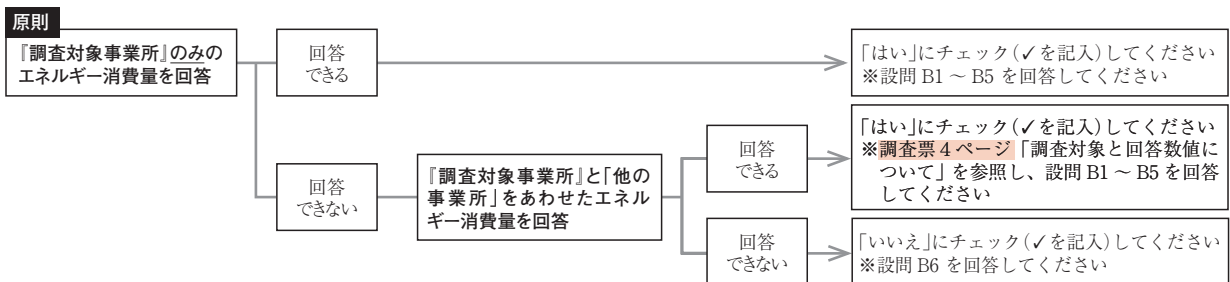 原則
『調査対象事業所』のみの
エネルギー消費量を回答
回答
できる
「はい」にチェック(✓を記入)してください
※設問 B1 ~ B5 を回答してください
回答
できない
『調査対象事業所』と「他の
事業所」をあわせたエネル
ギー消費量を回答
回答
できる
「はい」にチェック(✓を記入)してください
※調査票4ページ「調査対象と回答数値に
ついて」を参照し、設問 B1 ~ B5 を回答
してください
回答
できない
「いいえ」にチェック(✓を記入)してください
※設問 B6 を回答してください